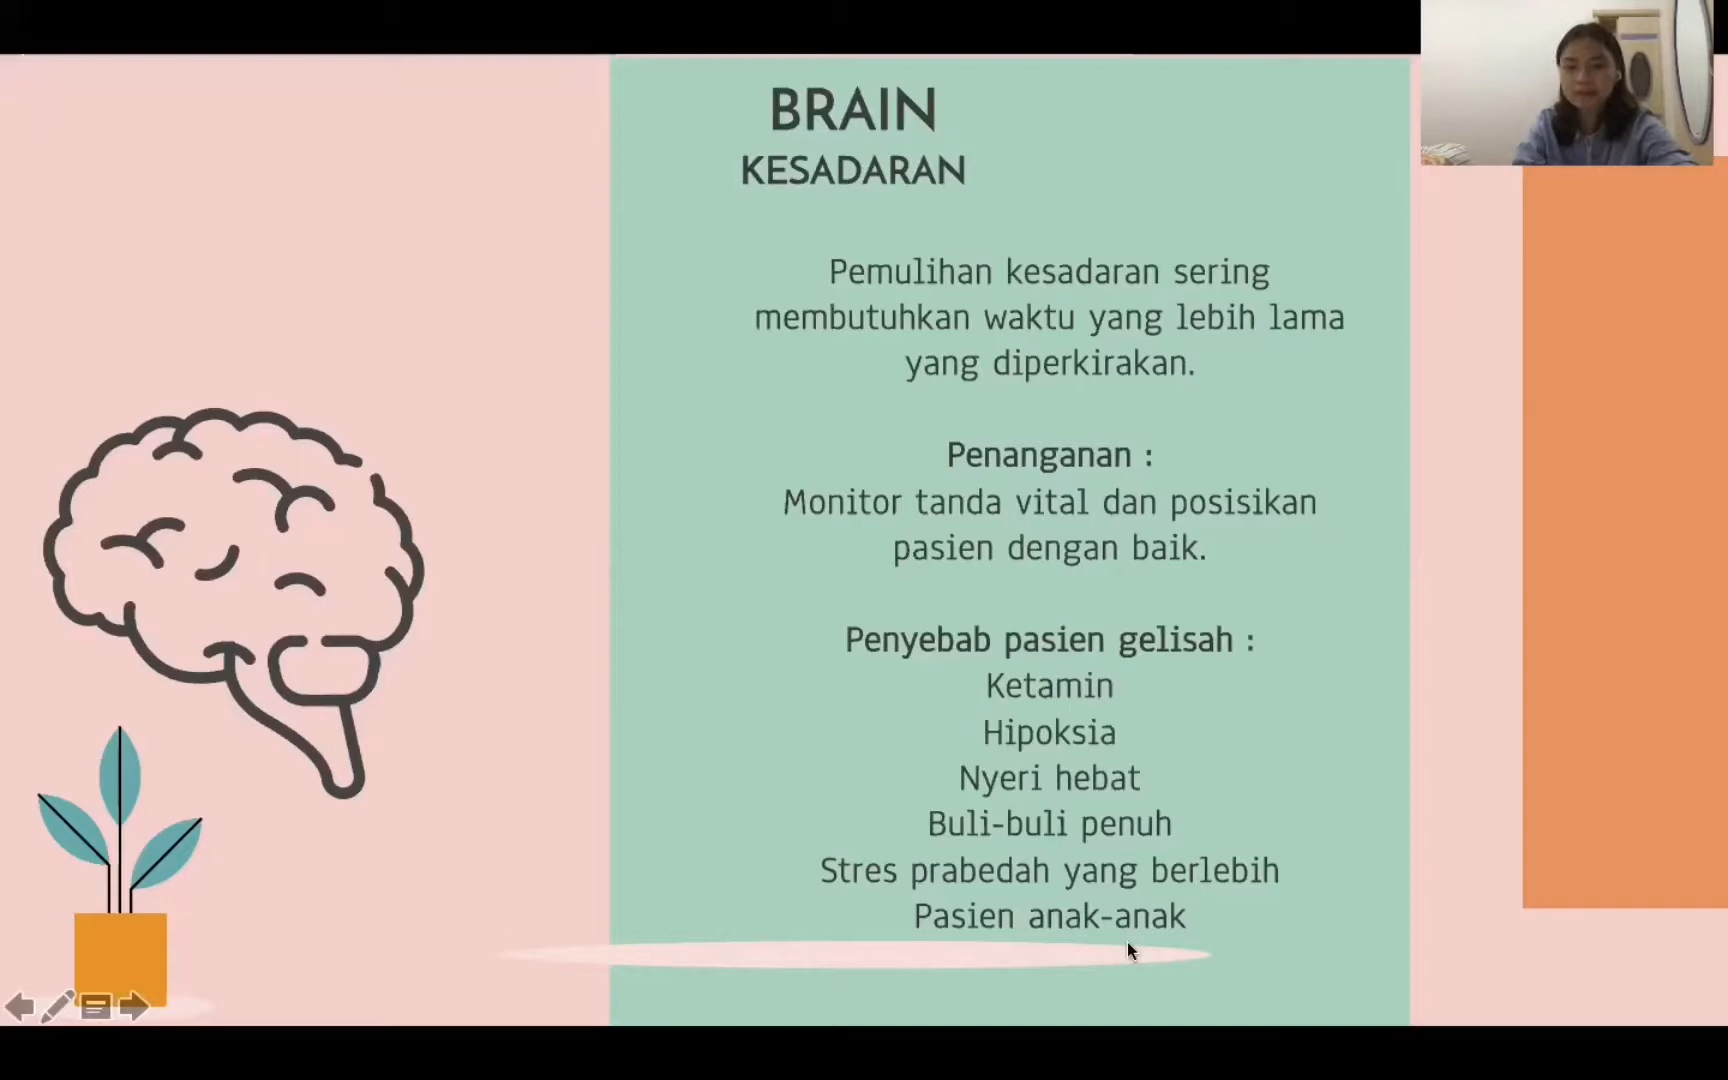 BRAIN
KESADARAN
Pemulihan kesadaran sering
membutuhkan waktu yang lebih lama
yang diperkirakan.
Penanganan :
Monitor tanda vital dan posisikan
pasien dengan baik.
Penyebab pasien gelisah :
Ketamin
Hipoksia
Nyeri hebat
Buli-buli penuh
Stres prabedah yang berlebih
Pasien anak-anak